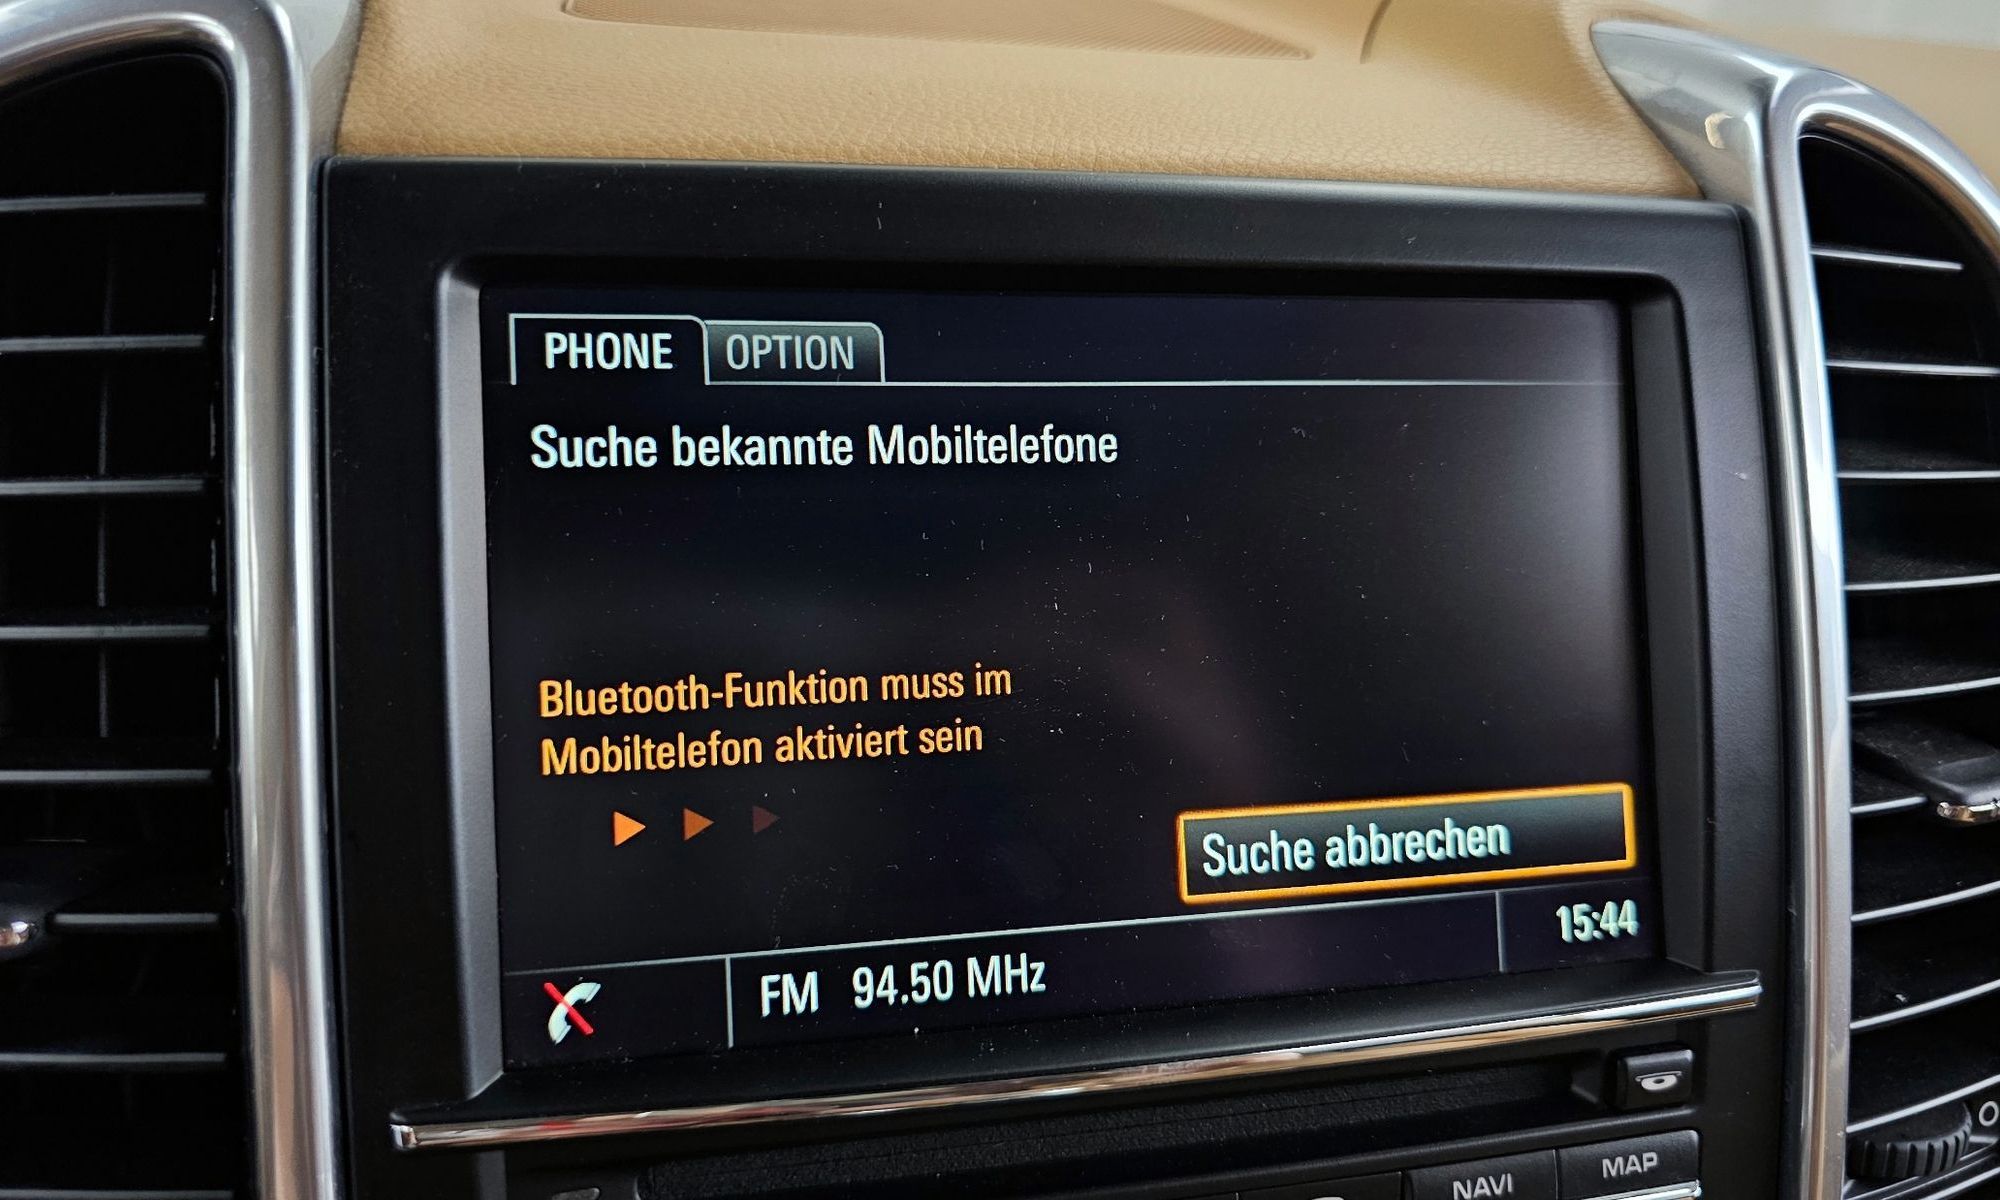 PHONE OPTION
Suche bekannte Mobiltelefone
Bluetooth-Funktion muss im
Mobiltelefon aktiviert sein
Suche abbrechen
FM 94.50 MHz 15:44
NAVI MAP